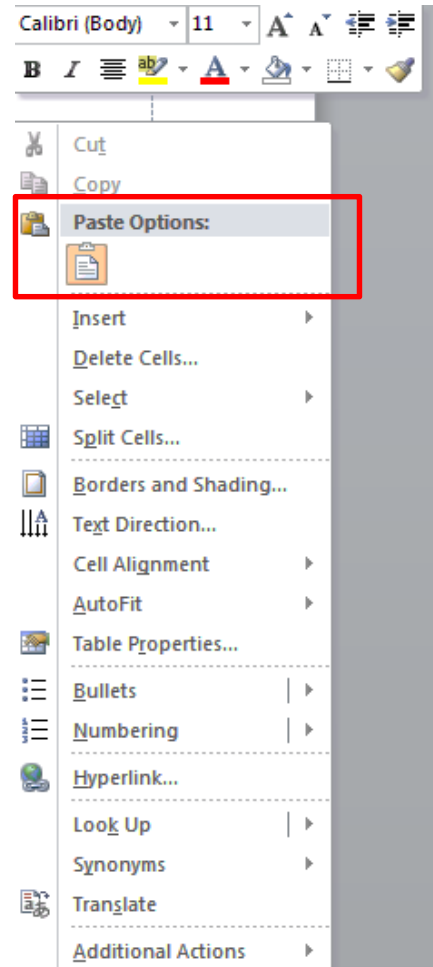 Calibri (Body) 11 A A
B I ab A
Cut
Copy
Paste Options:
Insert
Delete Cells...
Select
Split Cells...
Borders and Shading...
Text Direction...
Cell Alignment
AutoFit
Table Properties...
Bullets
Numbering
Hyperlink...
Look Up
Synonyms
Translate
Additional Actions